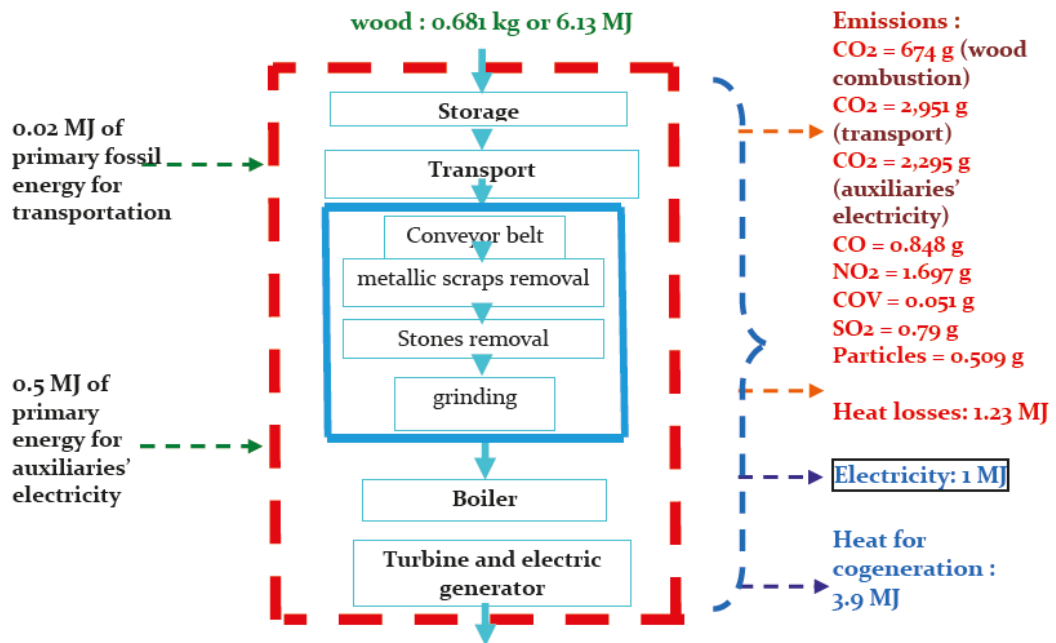 wood : 0.681 kg or 6.13 MJ
0.02 MJ of
primary fossil
energy for
transportation
0.5 MJ of
primary
energy for
auxiliaries’
electricity
Storage
Transport
Conveyor belt
metallic scraps removal
Stones removal
grinding
Boiler
Turbine and electric
generator
Emissions :
CO2 = 674 g (wood
combustion)
CO2 = 2,951 g
(transport)
CO2 = 2,295 g
(auxiliaries’
electricity)
CO = 0.848 g
NO2 = 1.697 g
COV = 0.051 g
SO2 = 0.79 g
Particles = 0.509 g
Heat losses: 1.23 MJ
Electricity: 1 MJ
Heat for
cogeneration :
3.9 MJ